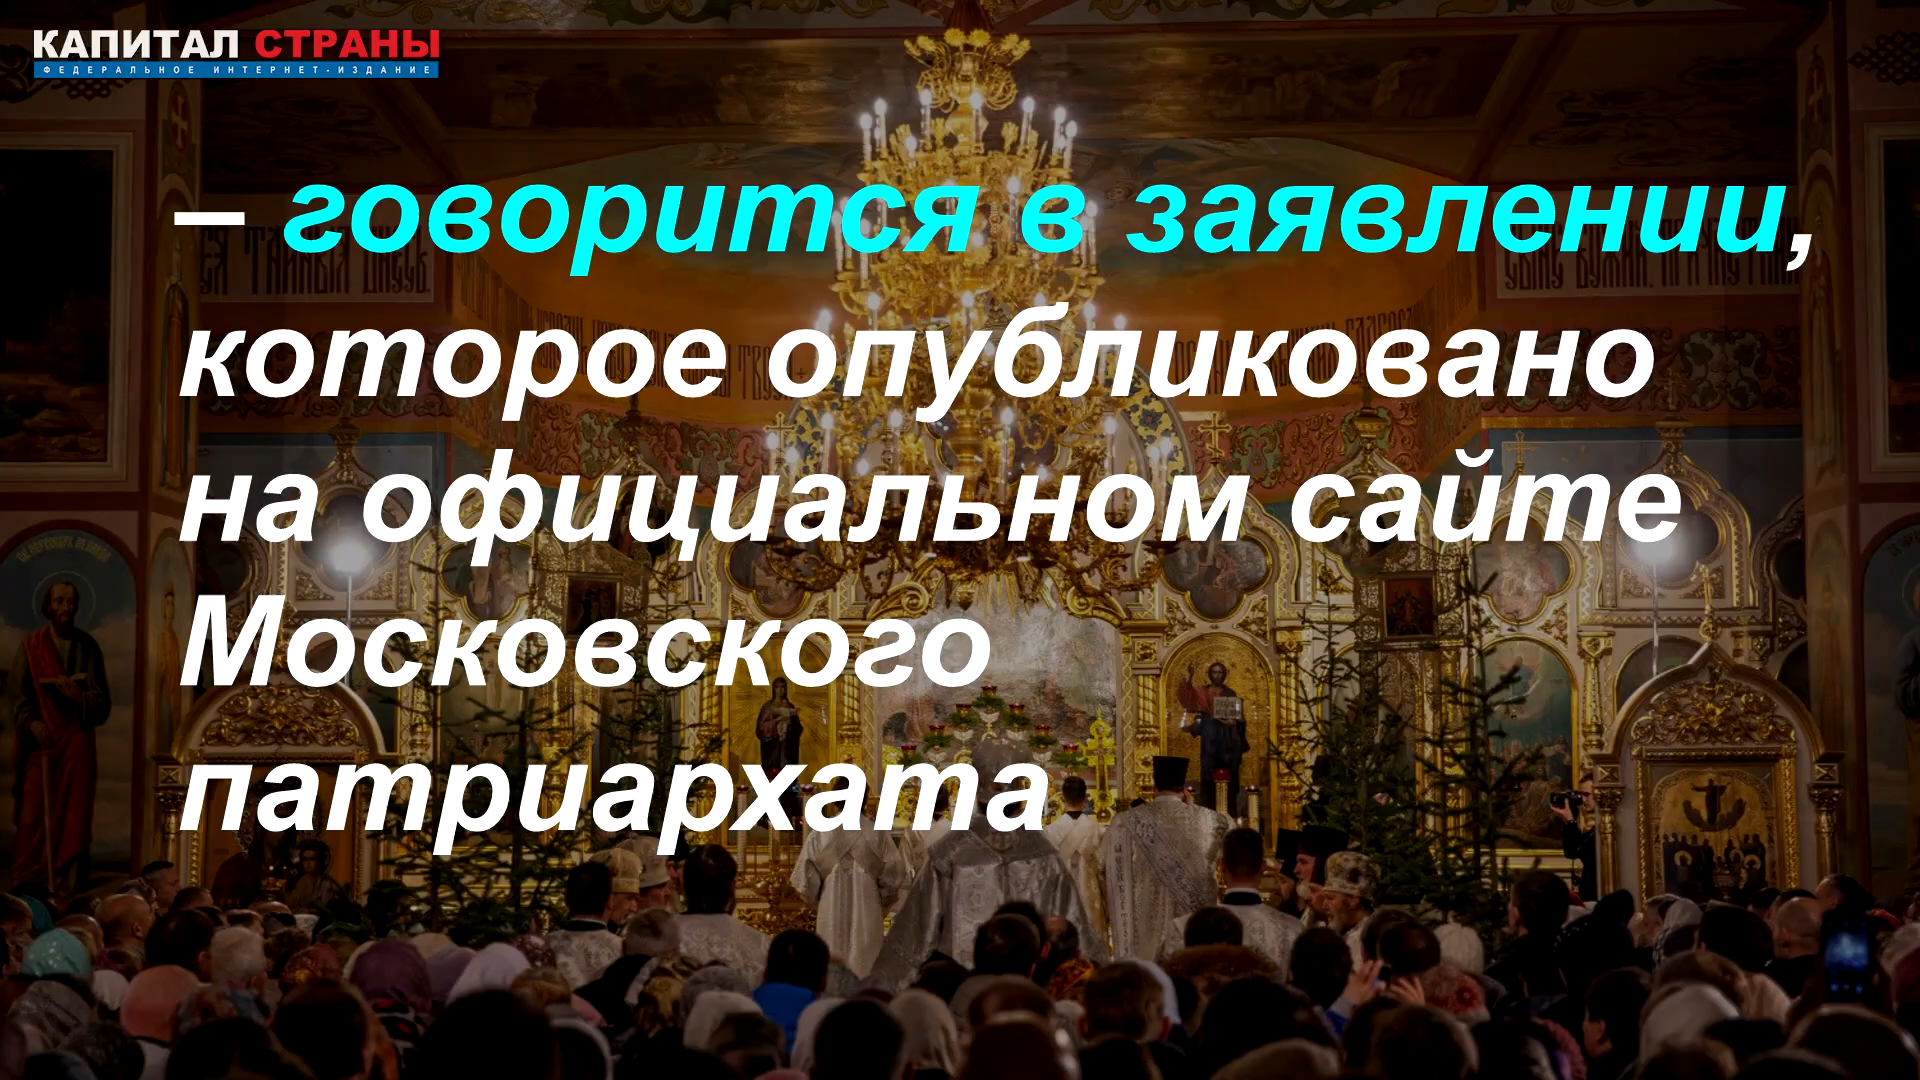 КАПИТАЛ СТРАНЫ
ФЕДЕРАЛЬНОЕ ИНТЕРНЕТ-ИЗДАНИЕ
– говорится в заявлении,
которое опубликовано
на официальном сайте
Московского
патриархата